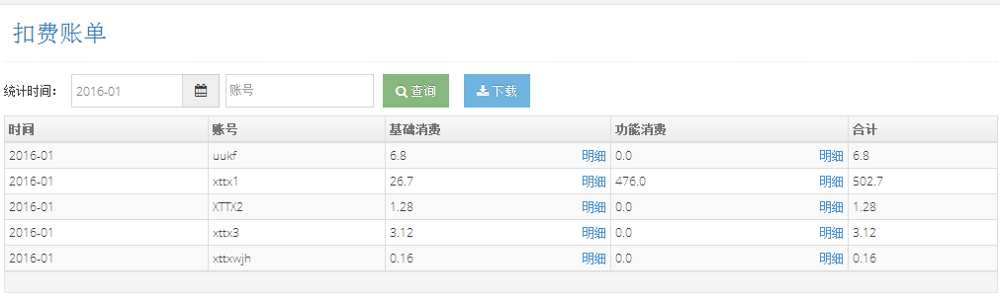 扣费账单
统计时间： 2016-01 账号 查询 下载
时间 账号 基础消费 功能消费 合计
2016-01 uukf 6.8 明细 0.0 明细 6.8
2016-01 xttx1 26.7 明细 476.0 明细 502.7
2016-01 XTTX2 1.28 明细 0.0 明细 1.28
2016-01 xttx3 3.12 明细 0.0 明细 3.12
2016-01 xttxwjh 0.16 明细 0.0 明细 0.16